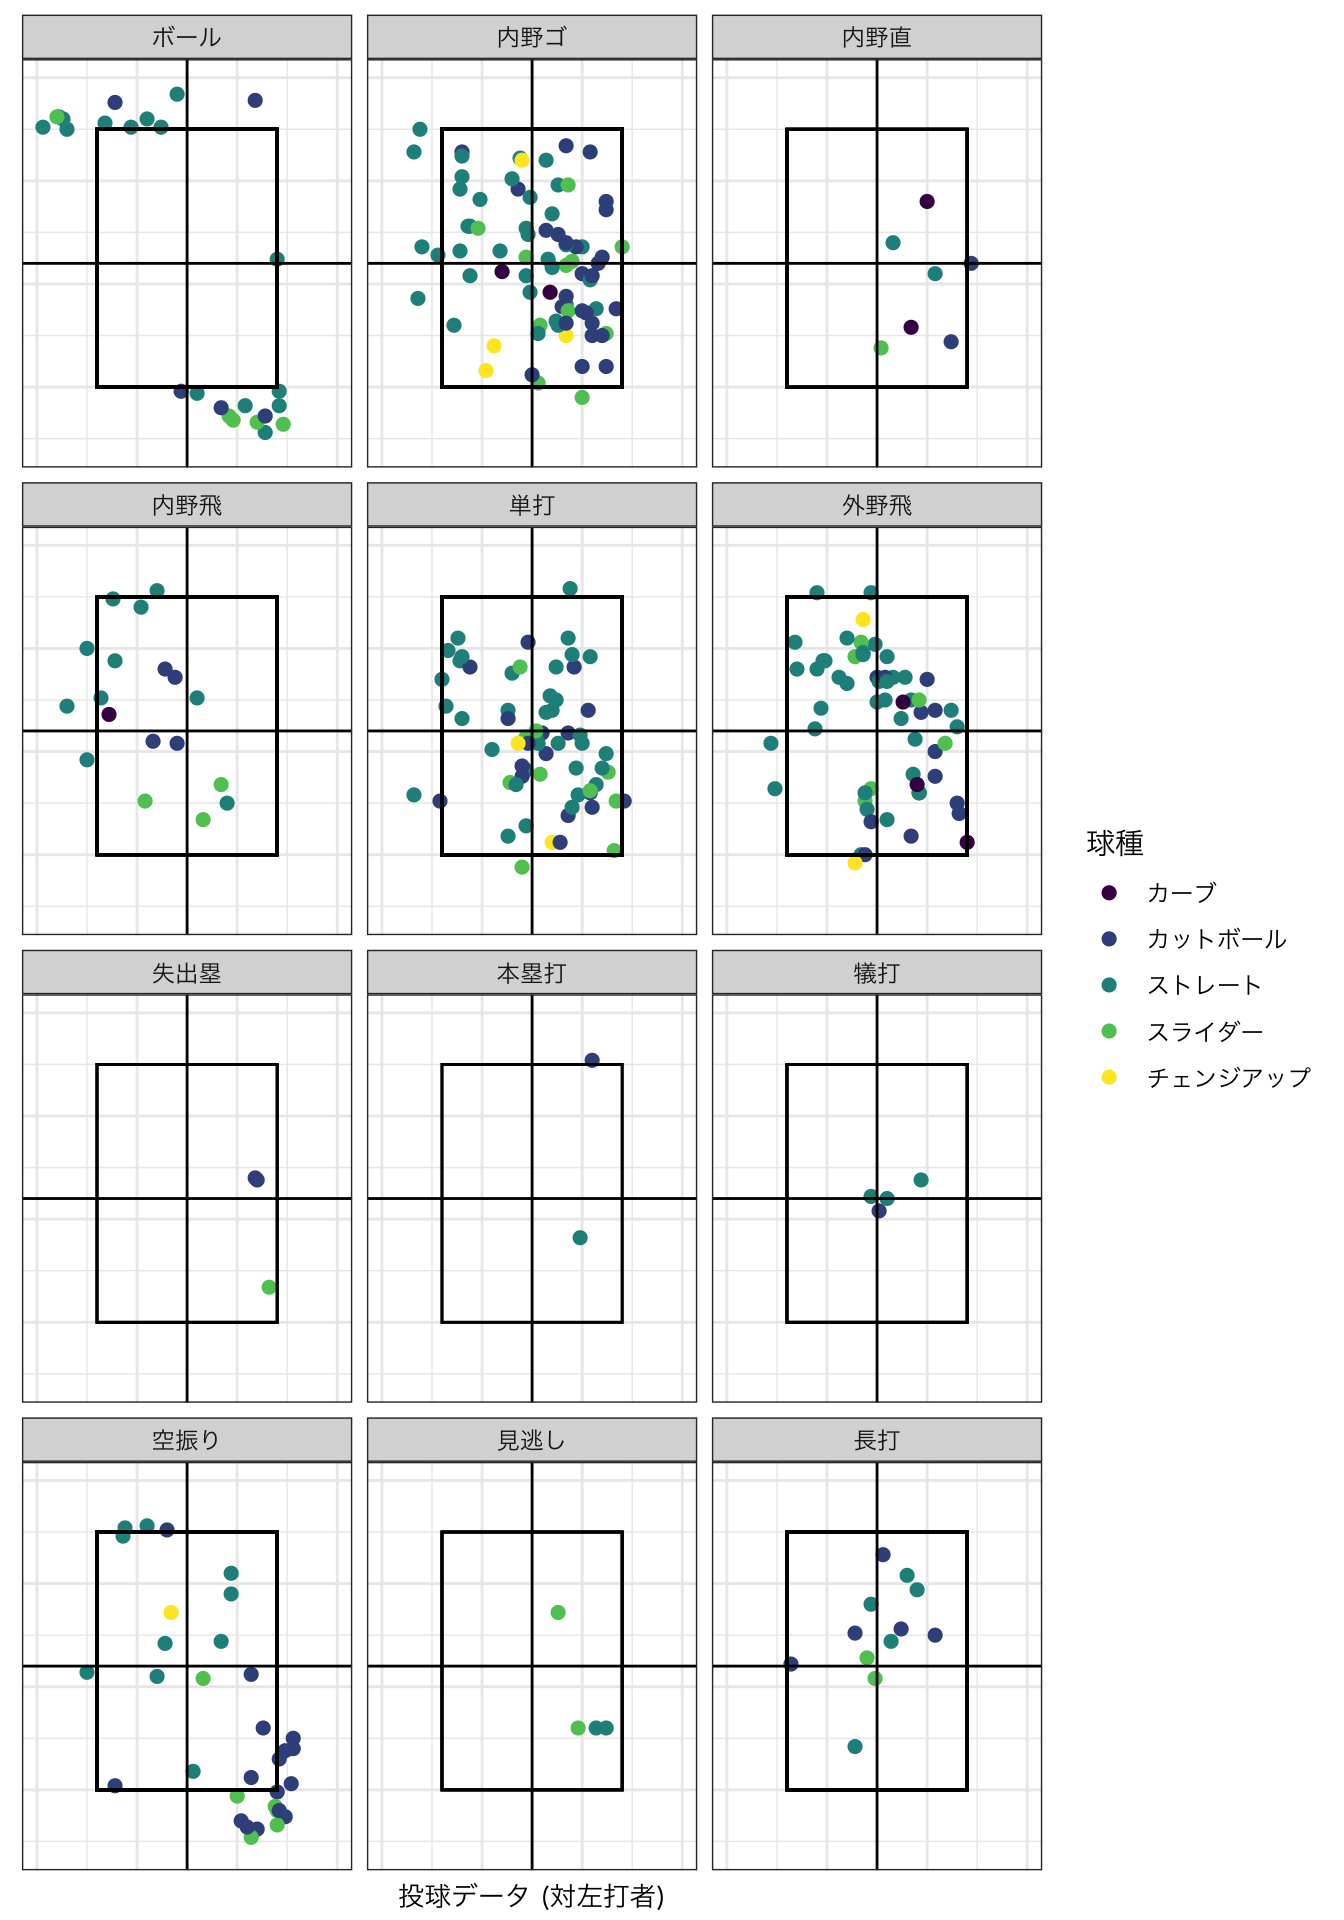 ボール
内野ゴ
内野直
内野飛
単打
外野飛
失出塁
本塁打
犠打
空振り
見逃し
長打
球種
カーブ
カットボール
ストレート
スライダー
チェンジアップ
投球データ (対左打者)